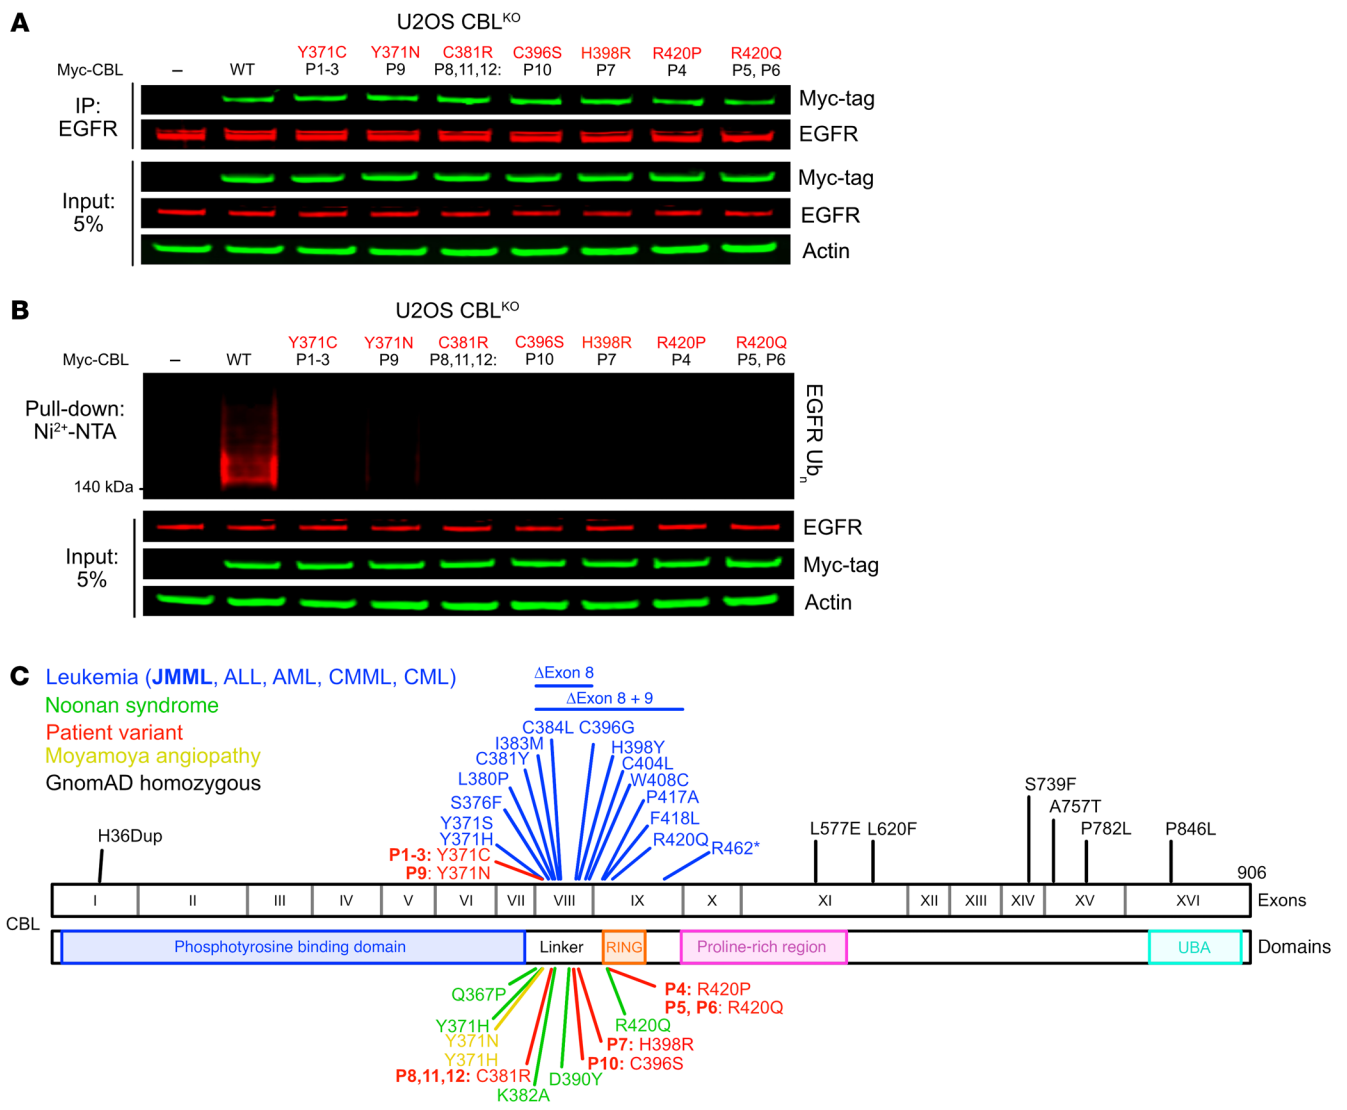 A
U2OS CBLKO
Y371C Y371N C381R C396S H398R R420P R420Q
Myc-CBL – WT P1-3 P9 P8,11,12: P10 P7 P4 P5, P6
IP:
EGFR
Myc-tag
EGFR
Input:
5%
Myc-tag
EGFR
Actin
B
U2OS CBLKO
Y371C Y371N C381R C396S H398R R420P R420Q
Myc-CBL – WT P1-3 P9 P8,11,12: P10 P7 P4 P5, P6
Pull-down:
Ni2+-NTA
140 kDa
EGFR Ubn
Input:
5%
EGFR
Myc-tag
Actin
C
Leukemia (JMML, ALL, AML, CMML, CML)
Noonan syndrome
Patient variant
Moyamoya angiopathy
GnomAD homozygous
ΔExon 8
ΔExon 8 + 9
C384L C396G
I383M H398Y
C381Y C404L
L380P W408C
S376F P417A
Y371S F418L
Y371H R420Q
R462*
P1-3: Y371C
P9: Y371N
H36Dup
L577E L620F
S739F
A757T
P782L
P846L
906
CBL
I II III IV V VI VII VIII IX X XI XII XIII XIV XV XVI Exons
Phosphotyrosine binding domain Linker RING Proline-rich region UBA Domains
Q367P
Y371H
Y371N
Y371H
P8,11,12: C381R
K382A
D390Y
P10: C396S
P7: H398R
R420Q
P4: R420P
P5, P6: R420Q